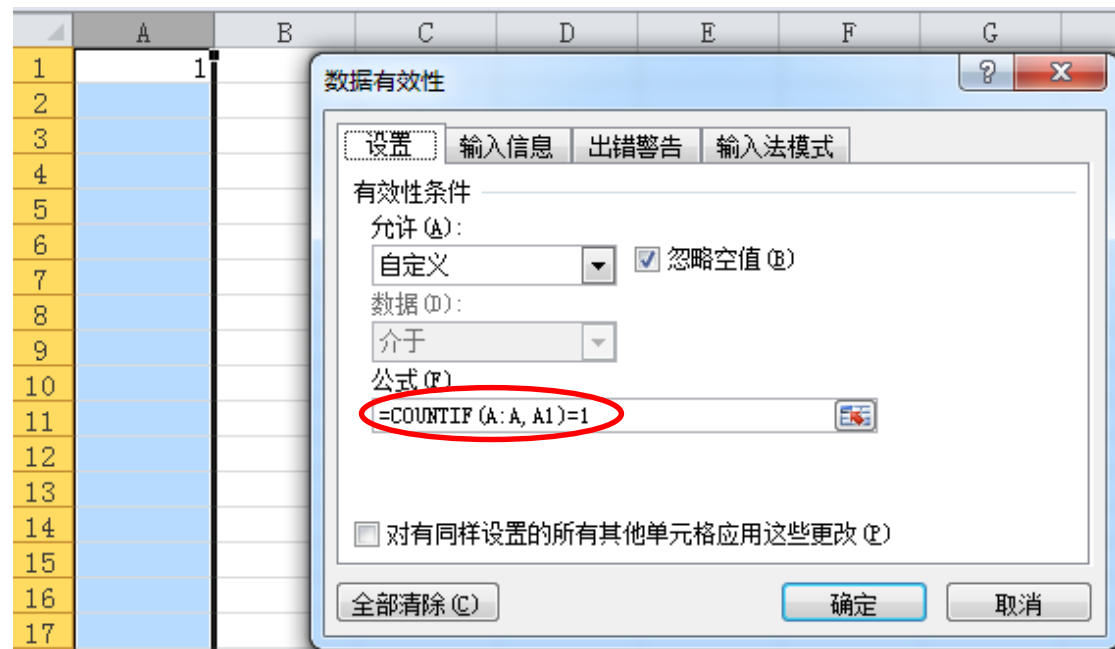 A B C D E F G
1 1
2
3
4
5
6
7
8
9
10
11
12
13
14
15
16
17
数据有效性
设置 输入信息 出错警告 输入法模式
有效性条件
允许(A):
自定义 忽略空值(B)
数据(D):
介于
公式(F)
=COUNTIF(A:A,A1)=1
对有同样设置的所有其他单元格应用这些更改(P)
全部清除(C) 确定 取消